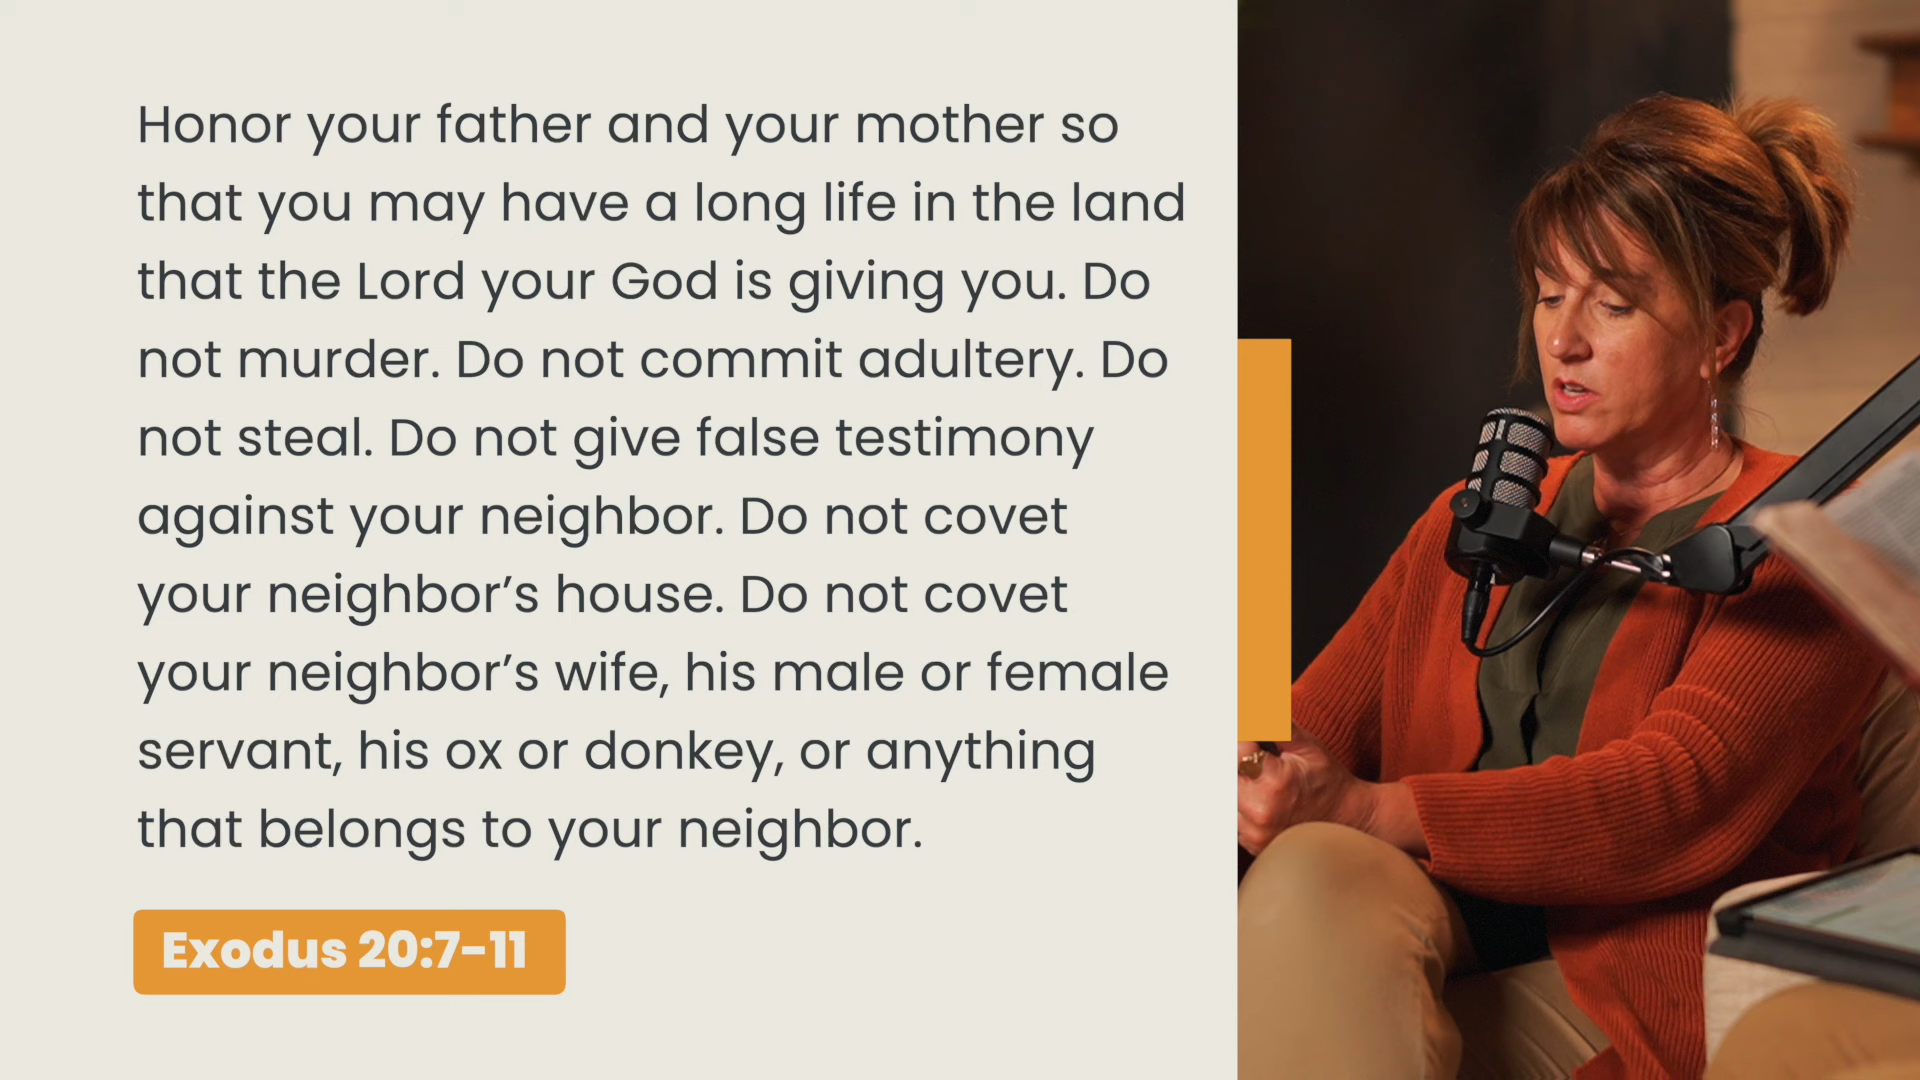 Honor your father and your mother so
that you may have a long life in the land
that the Lord your God is giving you. Do
not murder. Do not commit adultery. Do
not steal. Do not give false testimony
against your neighbor. Do not covet
your neighbor’s house. Do not covet
your neighbor’s wife, his male or female
servant, his ox or donkey, or anything
that belongs to your neighbor.
Exodus 20:7-11